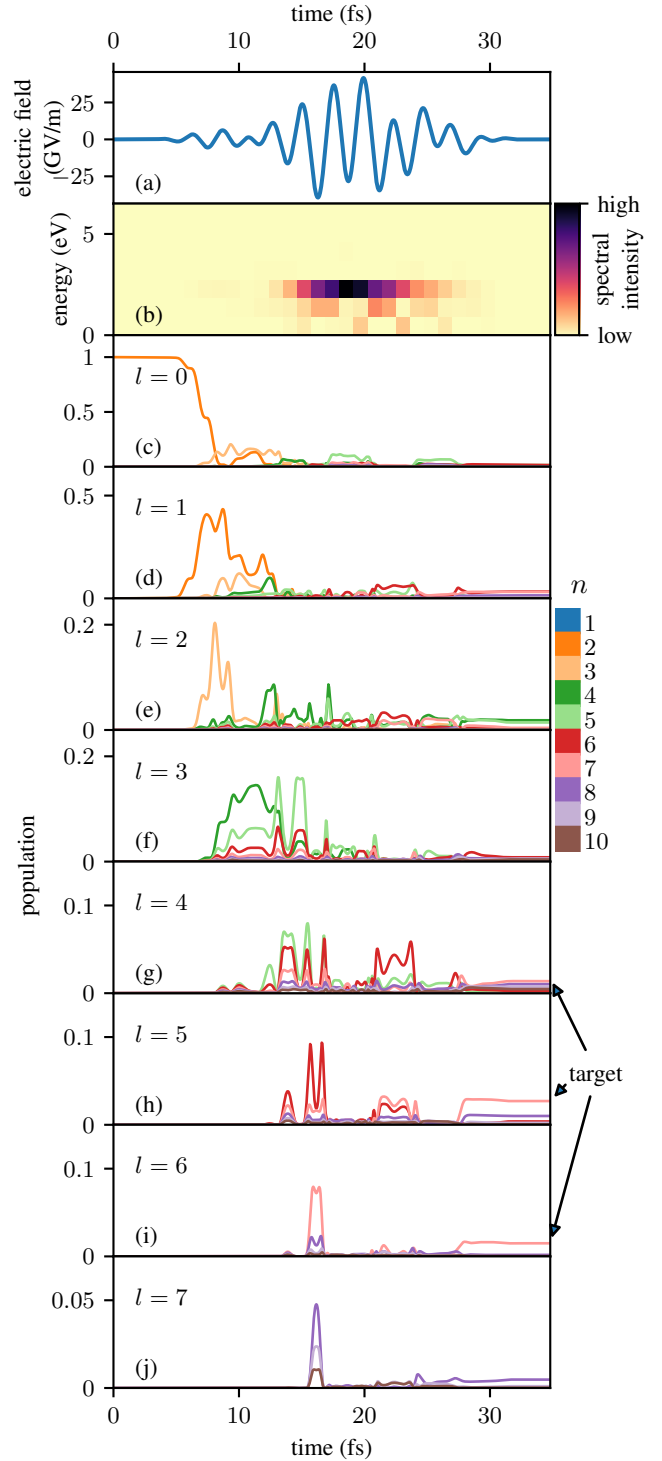 time (fs)
0 10 20 30
electric field
(GV/m)
25
0
−25
(a)
energy (eV)
5
0
(b)
high
low
spectral
intensity
1
0.5
0
l = 0
(c)
0.5
0
l = 1
(d)
0.2
0
l = 2
(e)
n
1
2
3
4
5
6
7
8
9
10
population
0.2
0
l = 3
(f)
0.1
0
l = 4
(g)
0.1
0
l = 5
(h)
target
0.1
0
l = 6
(i)
0.05
0
l = 7
(j)
0 10 20 30
time (fs)